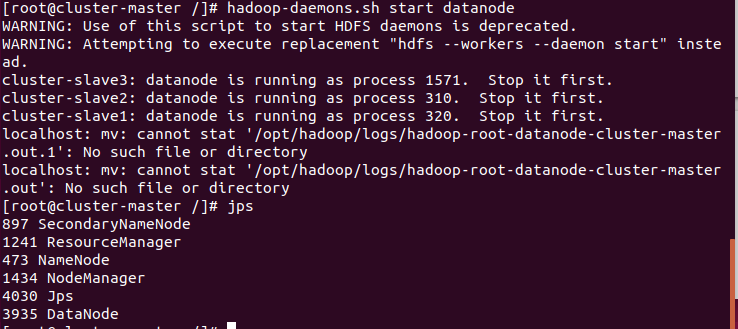 [root@cluster-master /]# hadoop-daemons.sh start datanode
WARNING: Use of this script to start HDFS daemons is deprecated.
WARNING: Attempting to execute replacement "hdfs --workers --daemon start" inste
ad.
cluster-slave3: datanode is running as process 1571.  Stop it first.
cluster-slave2: datanode is running as process 310.  Stop it first.
cluster-slave1: datanode is running as process 320.  Stop it first.
localhost: mv: cannot stat '/opt/hadoop/logs/hadoop-root-datanode-cluster-master
.out.1': No such file or directory
localhost: mv: cannot stat '/opt/hadoop/logs/hadoop-root-datanode-cluster-master
.out': No such file or directory
[root@cluster-master /]# jps
897 SecondaryNameNode
1241 ResourceManager
473 NameNode
1434 NodeManager
4030 Jps
3935 DataNode
[root@cluster-master /]#